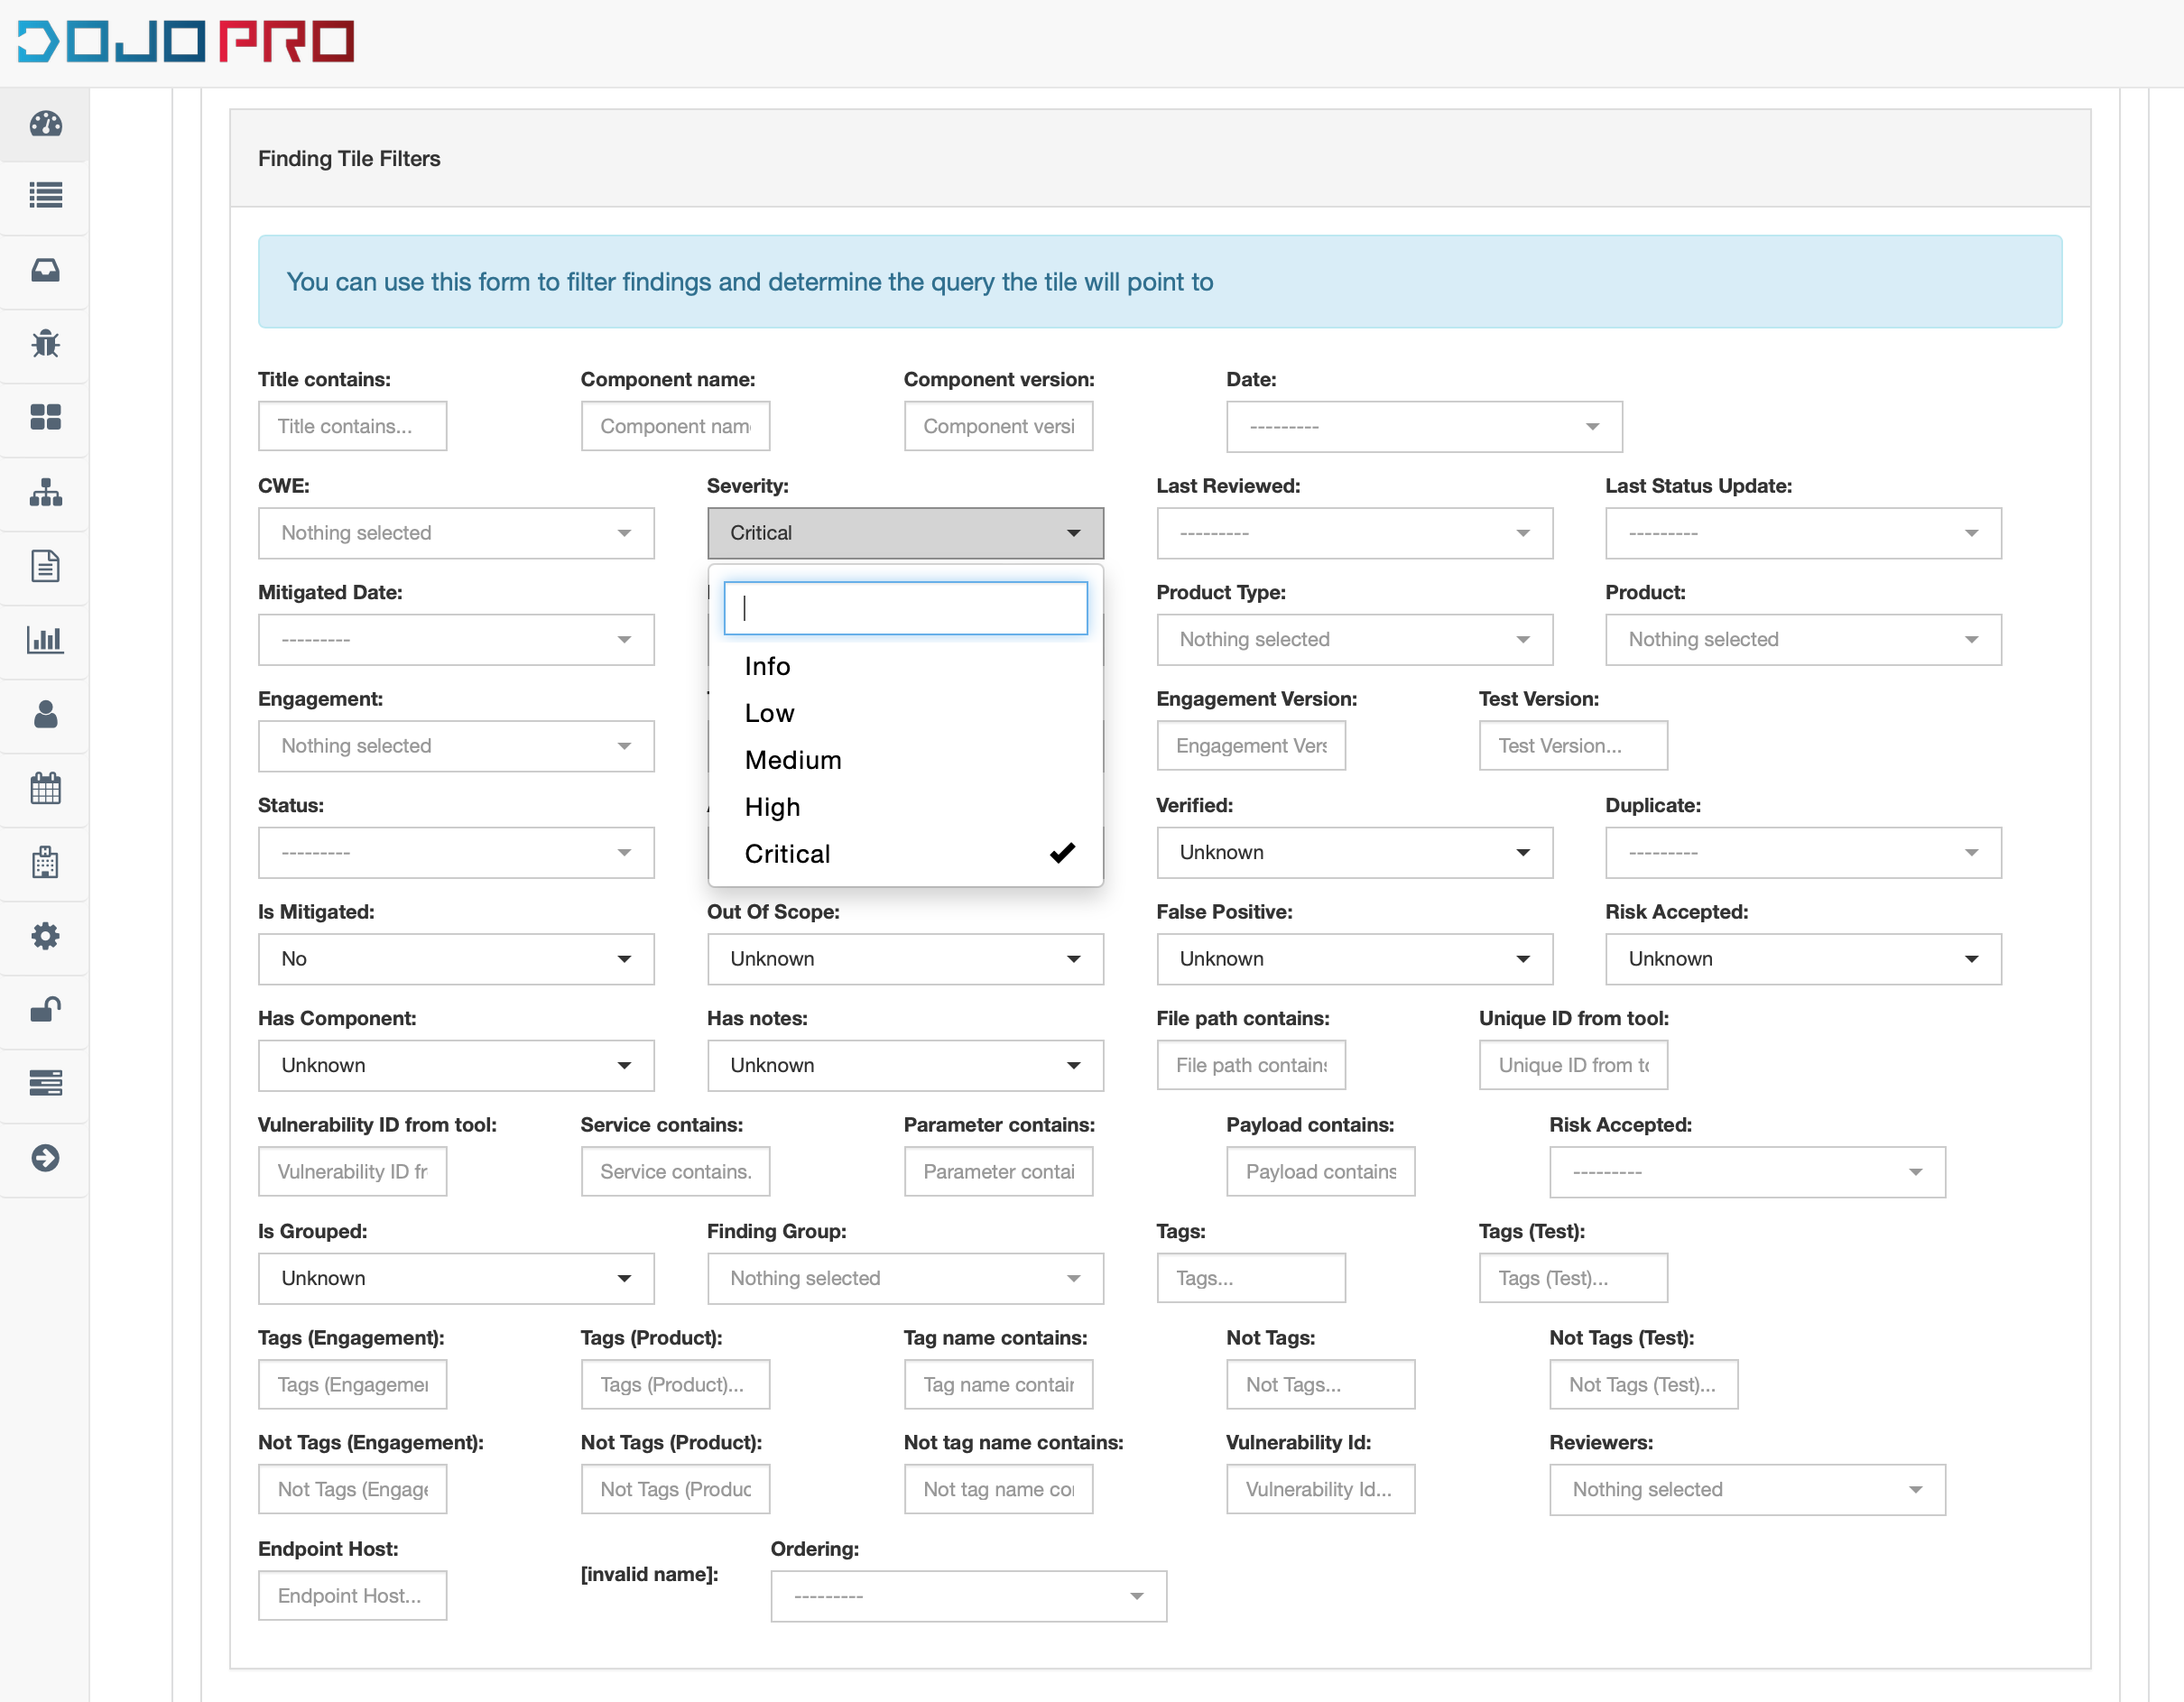 DOJO PRO
Finding Tile Filters
You can use this form to filter findings and determine the query the tile will point to
Title contains: Component name: Component version: Date:
Title contains... Component nam Component versi ---------
CWE: Severity: Last Reviewed: Last Status Update:
Nothing selected Critical --------- ---------
Mitigated Date: Product Type: Product:
--------- Nothing selected Nothing selected
Info
Low
Medium
High
Critical
Engagement: Engagement Version: Test Version:
Nothing selected Engagement Vers Test Version...
Status: Verified: Duplicate:
--------- Unknown ---------
Is Mitigated: Out Of Scope: False Positive: Risk Accepted:
No Unknown Unknown Unknown
Has Component: Has notes: File path contains: Unique ID from tool:
Unknown Unknown File path contains Unique ID from to
Vulnerability ID from tool: Service contains: Parameter contains: Payload contains: Risk Accepted:
Vulnerability ID fr Service contains. Parameter contai Payload contains ---------
Is Grouped: Finding Group: Tags: Tags (Test):
Unknown Nothing selected Tags... Tags (Test)...
Tags (Engagement): Tags (Product): Tag name contains: Not Tags: Not Tags (Test):
Tags (Engagemer Tags (Product)... Tag name contair Not Tags... Not Tags (Test)...
Not Tags (Engagement): Not Tags (Product): Not tag name contains: Vulnerability Id: Reviewers:
Not Tags (Engage Not Tags (Produc Not tag name co Vulnerability Id... Nothing selected
Endpoint Host: [invalid name]: Ordering:
Endpoint Host... ---------